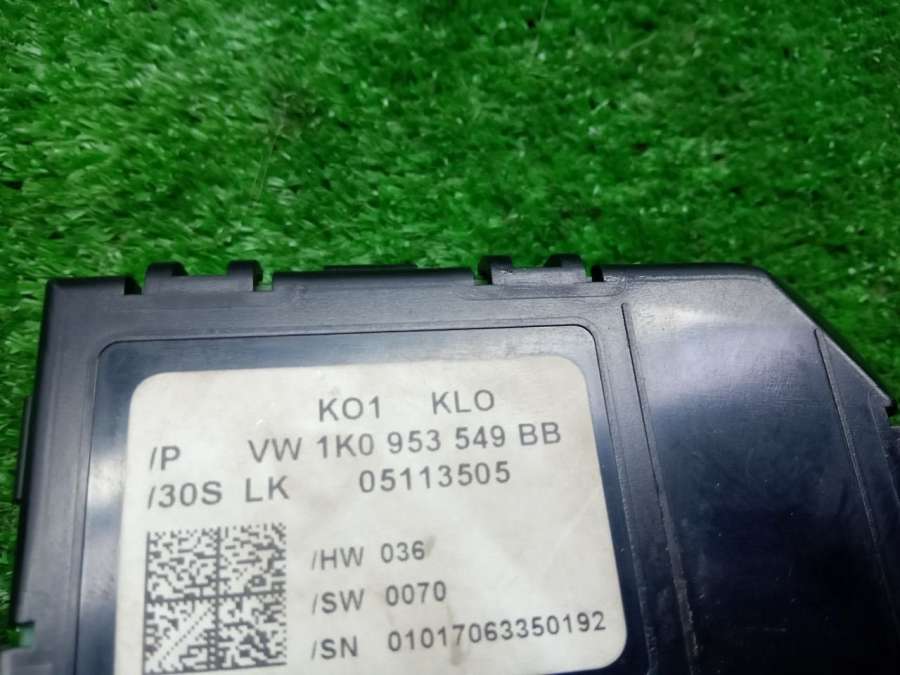 KO1 KLO
/P VW 1K0 953 549 BB
/30S LK 05113505
/HW 036
/SW 0070
/SN 01017063350192